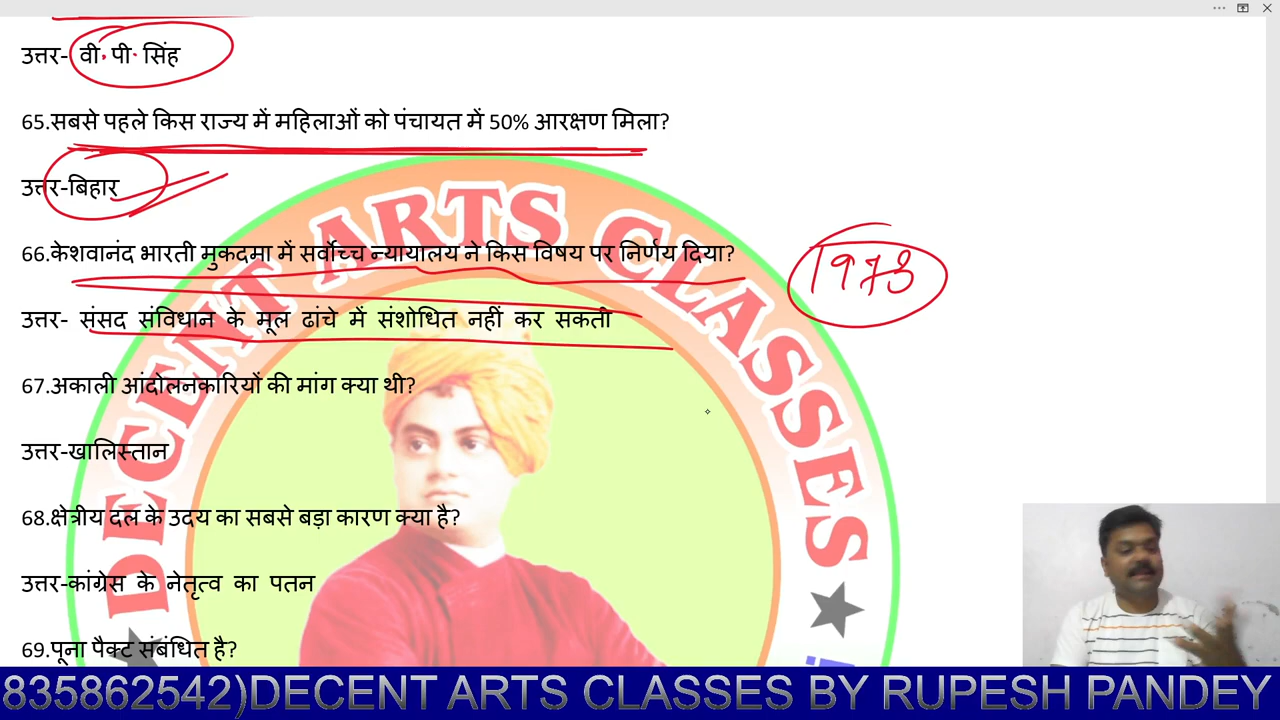 उत्तर- वी. पी. सिंह
65.सबसे पहले किस राज्य में महिलाओं को पंचायत में 50% आरक्षण मिला?
उत्तर-बिहार
66.केशवानंद भारती मुकदमा में सर्वोच्च न्यायालय ने किस विषय पर निर्णय दिया?
1973
उत्तर- संसद संविधान के मूल ढांचे में संशोधित नहीं कर सकती
67.अकाली आंदोलनकारियों की मांग क्या थी?
उत्तर-खालिस्तान
68.क्षेत्रीय दल के उदय का सबसे बड़ा कारण क्या है?
उत्तर-कांग्रेस के नेतृत्व का पतन
69.पूना पैक्ट संबंधित है?
DECENT ARTS CLASSES
835862542)DECENT ARTS CLASSES BY RUPESH PANDEY